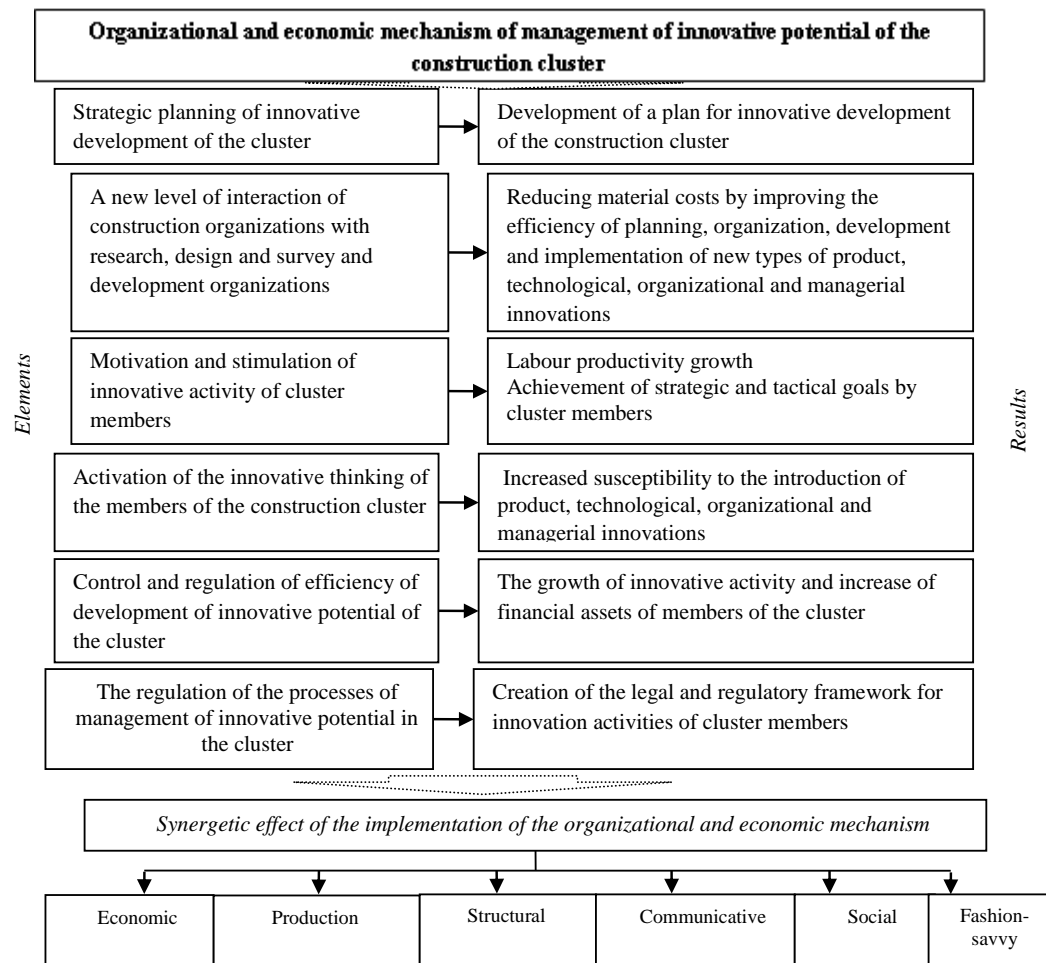 Organizational and economic mechanism of management of innovative potential of the
construction cluster
Strategic planning of innovative
development of the cluster
Development of a plan for innovative development
of the construction cluster
A new level of interaction of
construction organizations with
research, design and survey and
development organizations
Reducing material costs by improving the
efficiency of planning, organization, development
and implementation of new types of product,
technological, organizational and managerial
innovations
Elements
Motivation and stimulation of
innovative activity of cluster
members
Labour productivity growth
Achievement of strategic and tactical goals by
cluster members
Results
Activation of the innovative thinking of
the members of the construction cluster
Increased susceptibility to the introduction of
product, technological, organizational and
managerial innovations
Control and regulation of efficiency of
development of innovative potential of
the cluster
The growth of innovative activity and increase of
financial assets of members of the cluster
The regulation of the processes of
management of innovative potential in
the cluster
Creation of the legal and regulatory framework for
innovation activities of cluster members
Synergetic effect of the implementation of the organizational and economic mechanism
Economic
Production
Structural
Communicative
Social
Fashion-
savvy